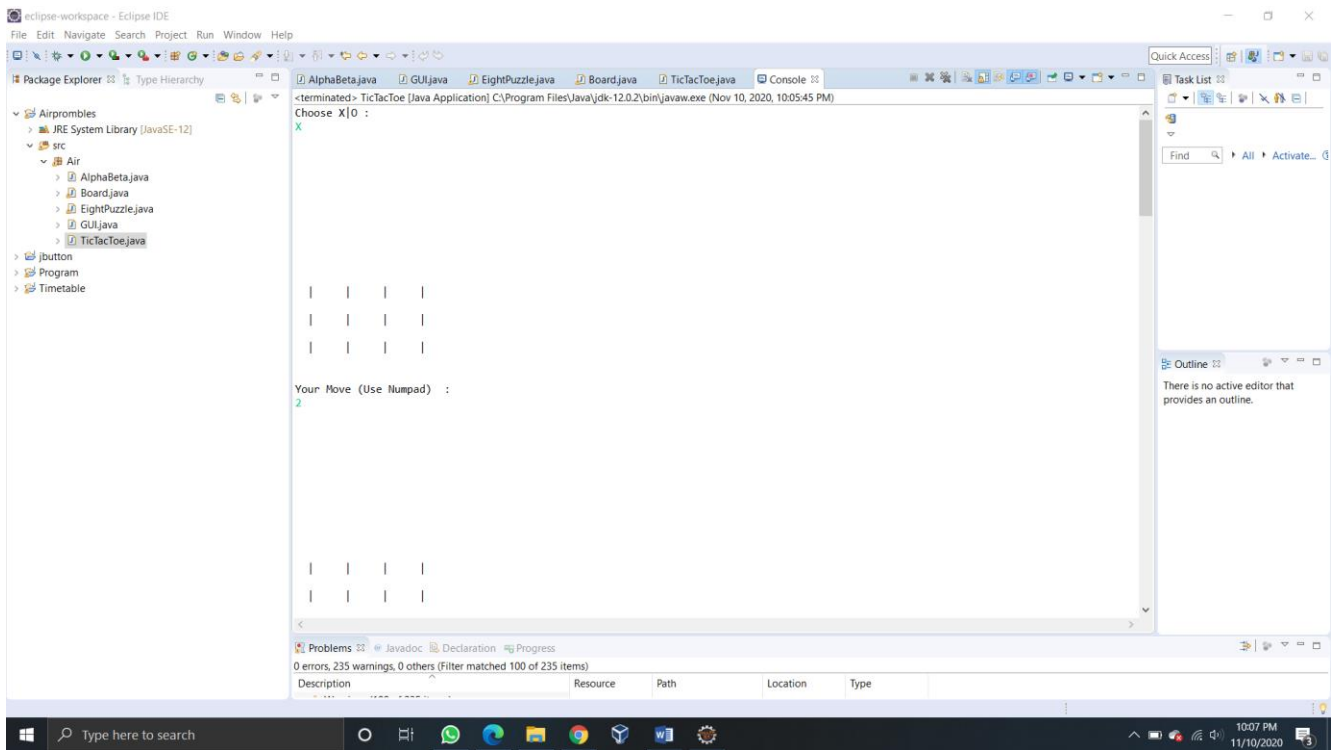 eclipse-workspace - Eclipse IDE
File Edit Navigate Search Project Run Window Help
Quick Access
Package Explorer Type Hierarchy
Airprombles
JRE System Library [JavaSE-12]
src
Air
AlphaBeta.java
Board.java
EightPuzzle.java
GUI.java
TicTacToe.java
jbutton
Program
Timetable
AlphaBeta.java GUI.java EightPuzzle.java Board.java TicTacToe.java Console
<terminated> TicTacToe [Java Application] C:\Program Files\Java\jdk-12.0.2\bin\javaw.exe (Nov 10, 2020, 10:05:45 PM)
Choose X|O :
X
| | | |
| | | |
| | | |
Your Move (Use Numpad) :
2
| | | |
| | | |
Task List
Find All Activate...
Outline
There is no active editor that
provides an outline.
Problems Javadoc Declaration Progress
0 errors, 235 warnings, 0 others (Filter matched 100 of 235 items)
Description Resource Path Location Type
Type here to search
10:07 PM
11/10/2020
3